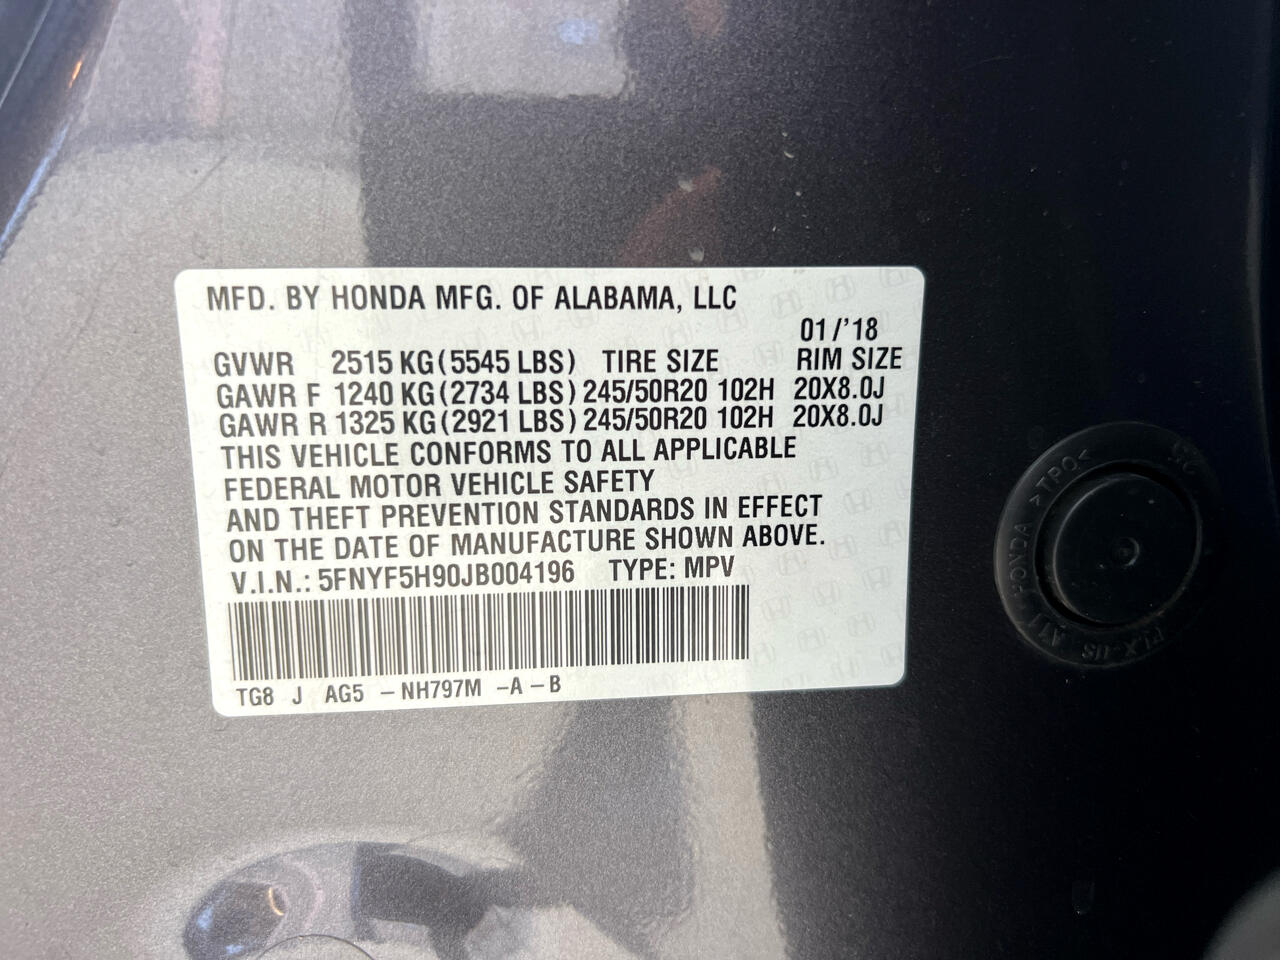 MFD. BY HONDA MFG. OF ALABAMA, LLC
01/'18
GVWR 2515 KG (5545 LBS) TIRE SIZE RIM SIZE
GAWR F 1240 KG (2734 LBS) 245/50R20 102H 20X8.0J
GAWR R 1325 KG (2921 LBS) 245/50R20 102H 20X8.0J
THIS VEHICLE CONFORMS TO ALL APPLICABLE
FEDERAL MOTOR VEHICLE SAFETY
AND THEFT PREVENTION STANDARDS IN EFFECT
ON THE DATE OF MANUFACTURE SHOWN ABOVE.
V.I.N.: 5FNYF5H90JB004196 TYPE: MPV
TG8 J AG5 - NH797M - A - B
HONDA >TPO<